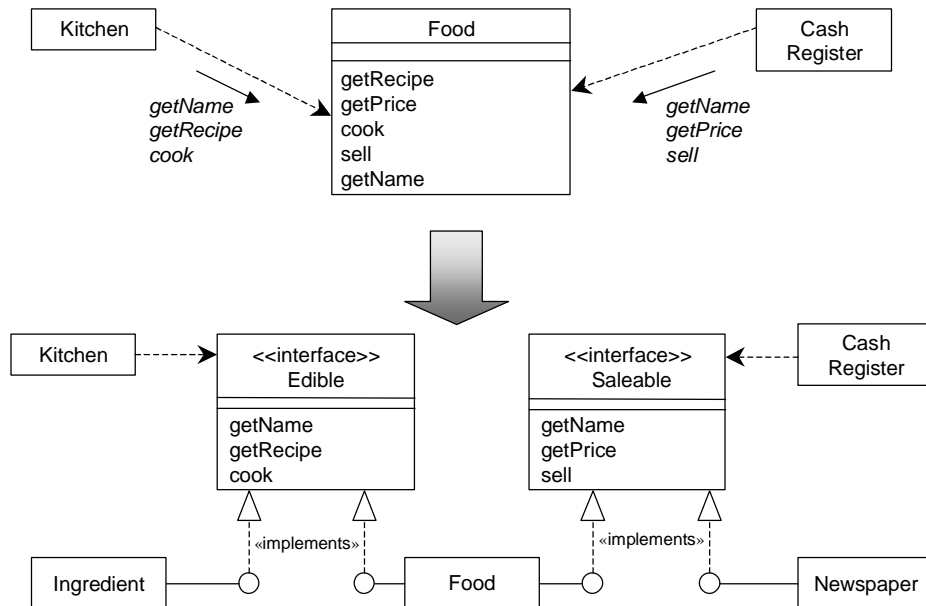 Kitchen
Food
Cash
Register
getRecipe
getPrice
cook
sell
getName
getName
getRecipe
cook
getName
getPrice
sell
Kitchen
<<interface>>
Edible
getName
getRecipe
cook
<<interface>>
Saleable
getName
getPrice
sell
Cash
Register
«implements»
«implements»
Ingredient
Food
Newspaper